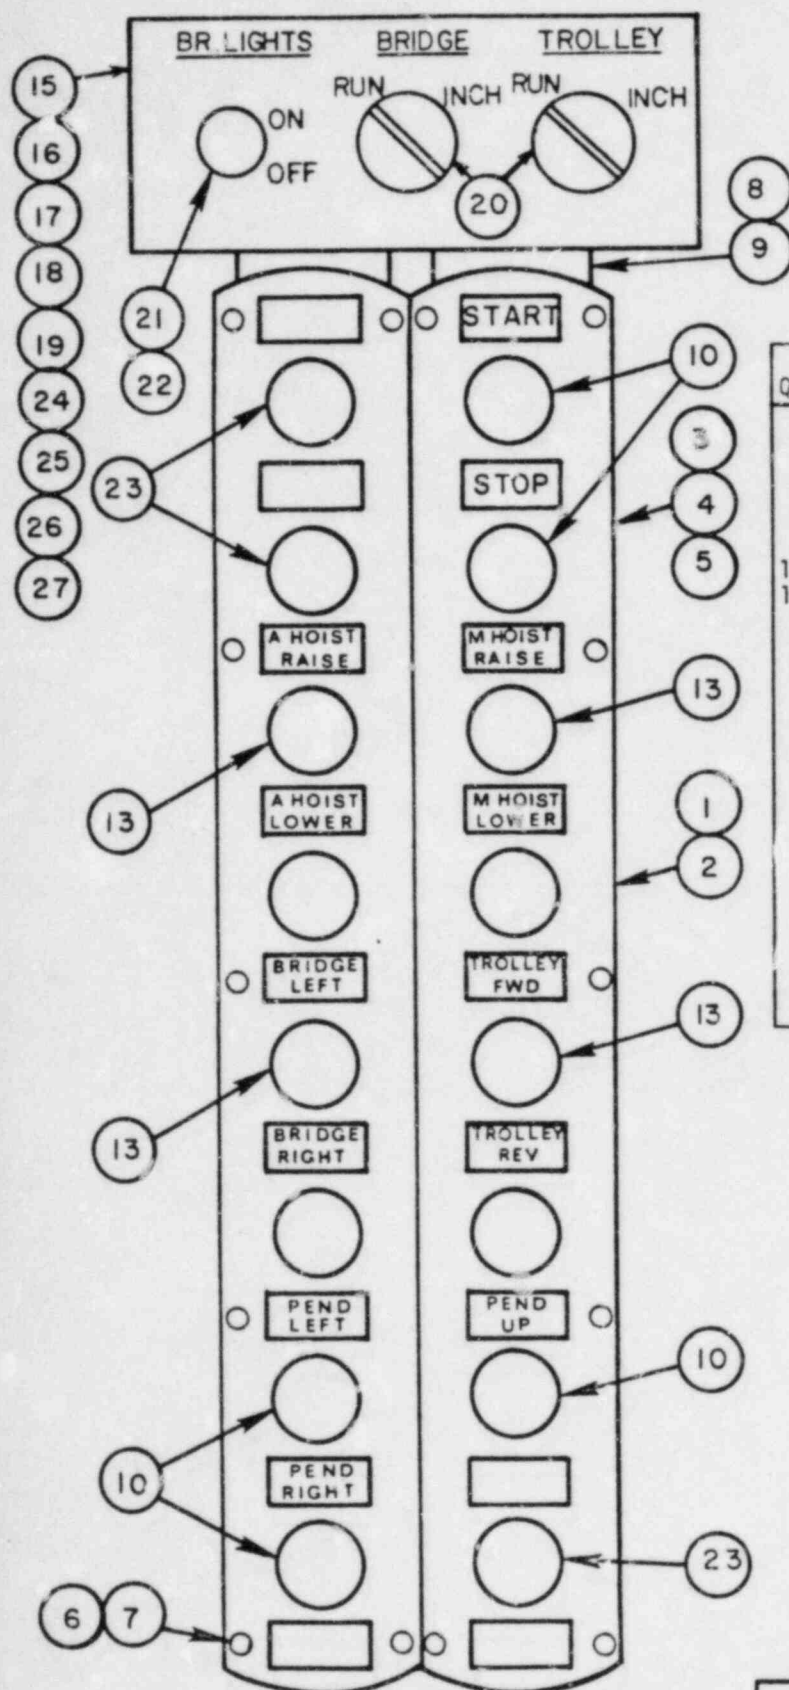 BR.LIGHTS BRIDGE TROLLEY
RUN INCH RUN INCH
ON
OFF
15
16
17
18
19
24
25
26
27
20
8
9
21
22
START
10
Q
3
4
5
23
STOP
1
1
A HOIST
RAISE
M HOIST
RAISE
13
13
A HOIST
LOWER
M HOIST
LOWER
1
2
BRIDGE
LEFT
TROLLEY
FWD
13
13
BRIDGE
RIGHT
TROLLEY
REV
PEND
LEFT
PEND
UP
10
10
PEND
RIGHT
23
6 7